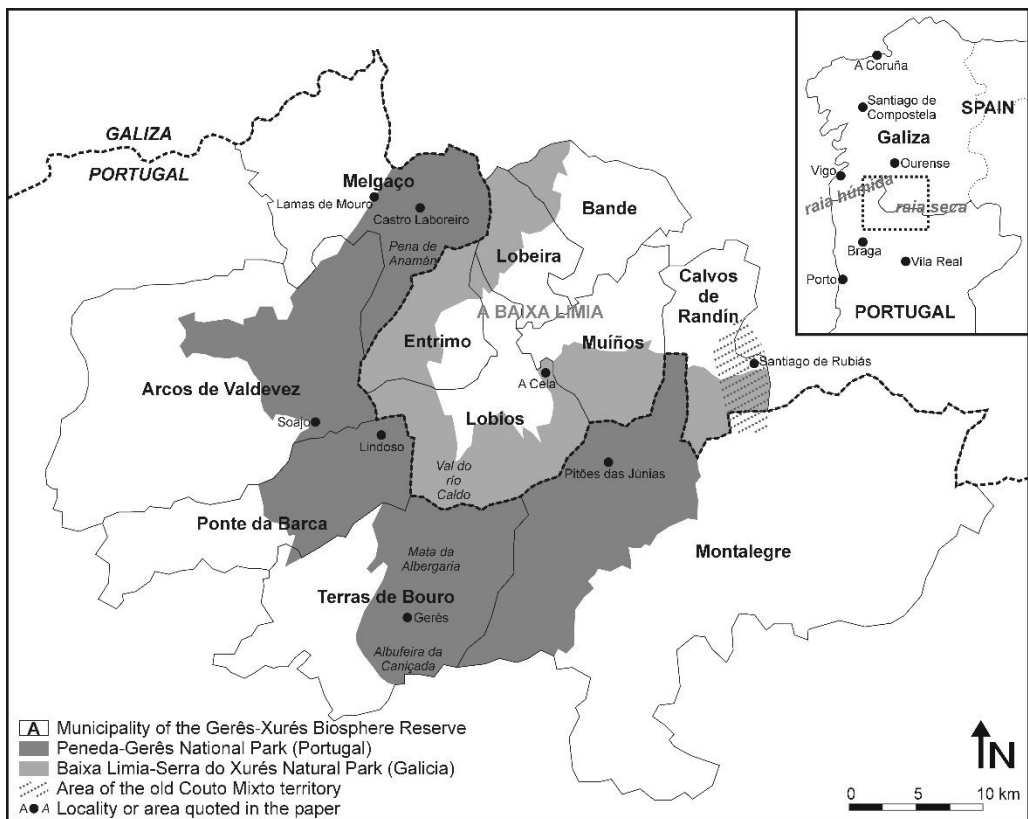 GALIZA
PORTUGAL
Melgaço
Lamas de Mouro
Castro Laboreiro
Pena de
Anamán
Bande
Lobeira
A BAIXA LIMIA
Calvos
de
Randín
Entrimo
Muíños
Santiago de Rubiás
A Cela
Arcos de Valdevez
Soajo
Lindoso
Lobios
Val do
río
Caldo
Pitões das Júnias
Ponte da Barca
Mata da
Albergaria
Montalegre
Terras de Bouro
Gerês
Albufeira da
Caniçada
A Coruña
Santiago de
Compostela
SPAIN
Galiza
Ourense
Vigo
raia húmida
raia seca
Braga
Vila Real
Porto
PORTUGAL
A Municipality of the Gerês-Xurés Biosphere Reserve
Peneda-Gerês National Park (Portugal)
Baixa Limia-Serra do Xurés Natural Park (Galicia)
Area of the old Couto Mixto territory
A A Locality or area quoted in the paper
N
0 5 10 km